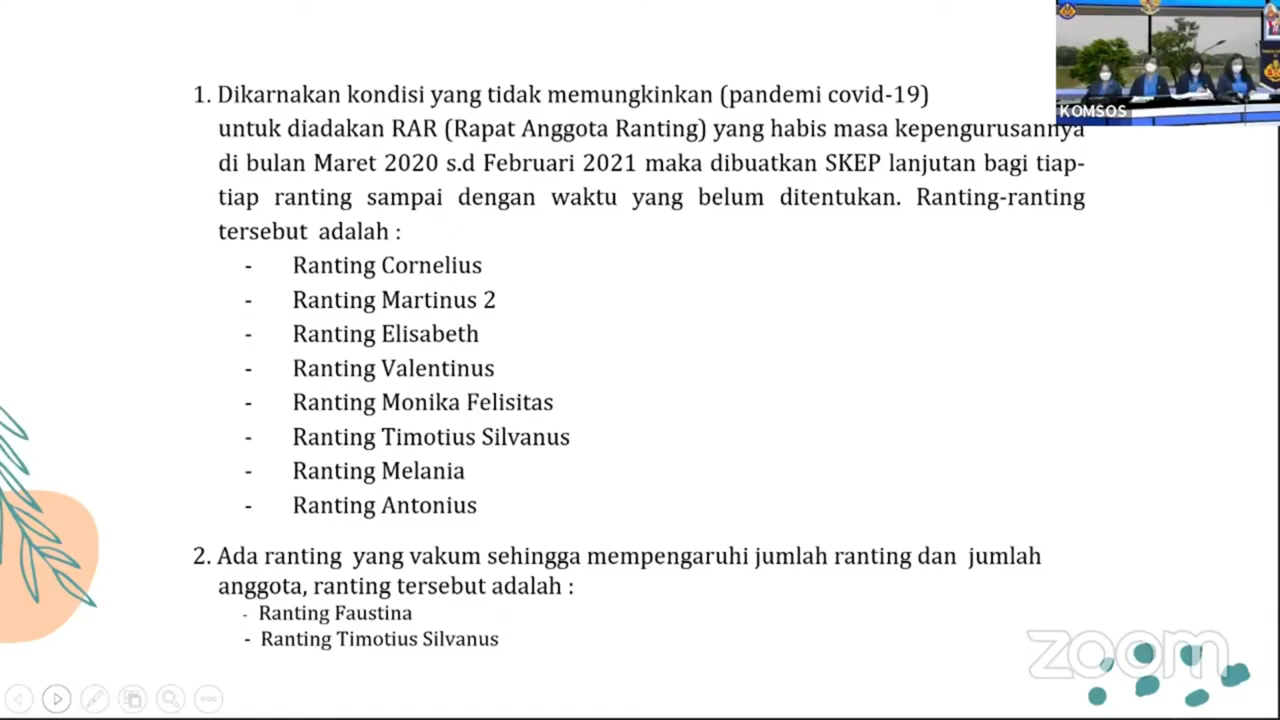 1. Dikarnakan kondisi yang tidak memungkinkan (pandemi covid-19)
untuk diadakan RAR (Rapat Anggota Ranting) yang habis masa kepengurusannya
di bulan Maret 2020 s.d Februari 2021 maka dibuatkan SKEP lanjutan bagi tiap-
tiap ranting sampai dengan waktu yang belum ditentukan. Ranting-ranting
tersebut adalah :
- Ranting Cornelius
- Ranting Martinus 2
- Ranting Elisabeth
- Ranting Valentinus
- Ranting Monika Felisitas
- Ranting Timotius Silvanus
- Ranting Melania
- Ranting Antonius
2. Ada ranting yang vakum sehingga mempengaruhi jumlah ranting dan jumlah
anggota, ranting tersebut adalah :
- Ranting Faustina
- Ranting Timotius Silvanus
KOMSOS
zoom